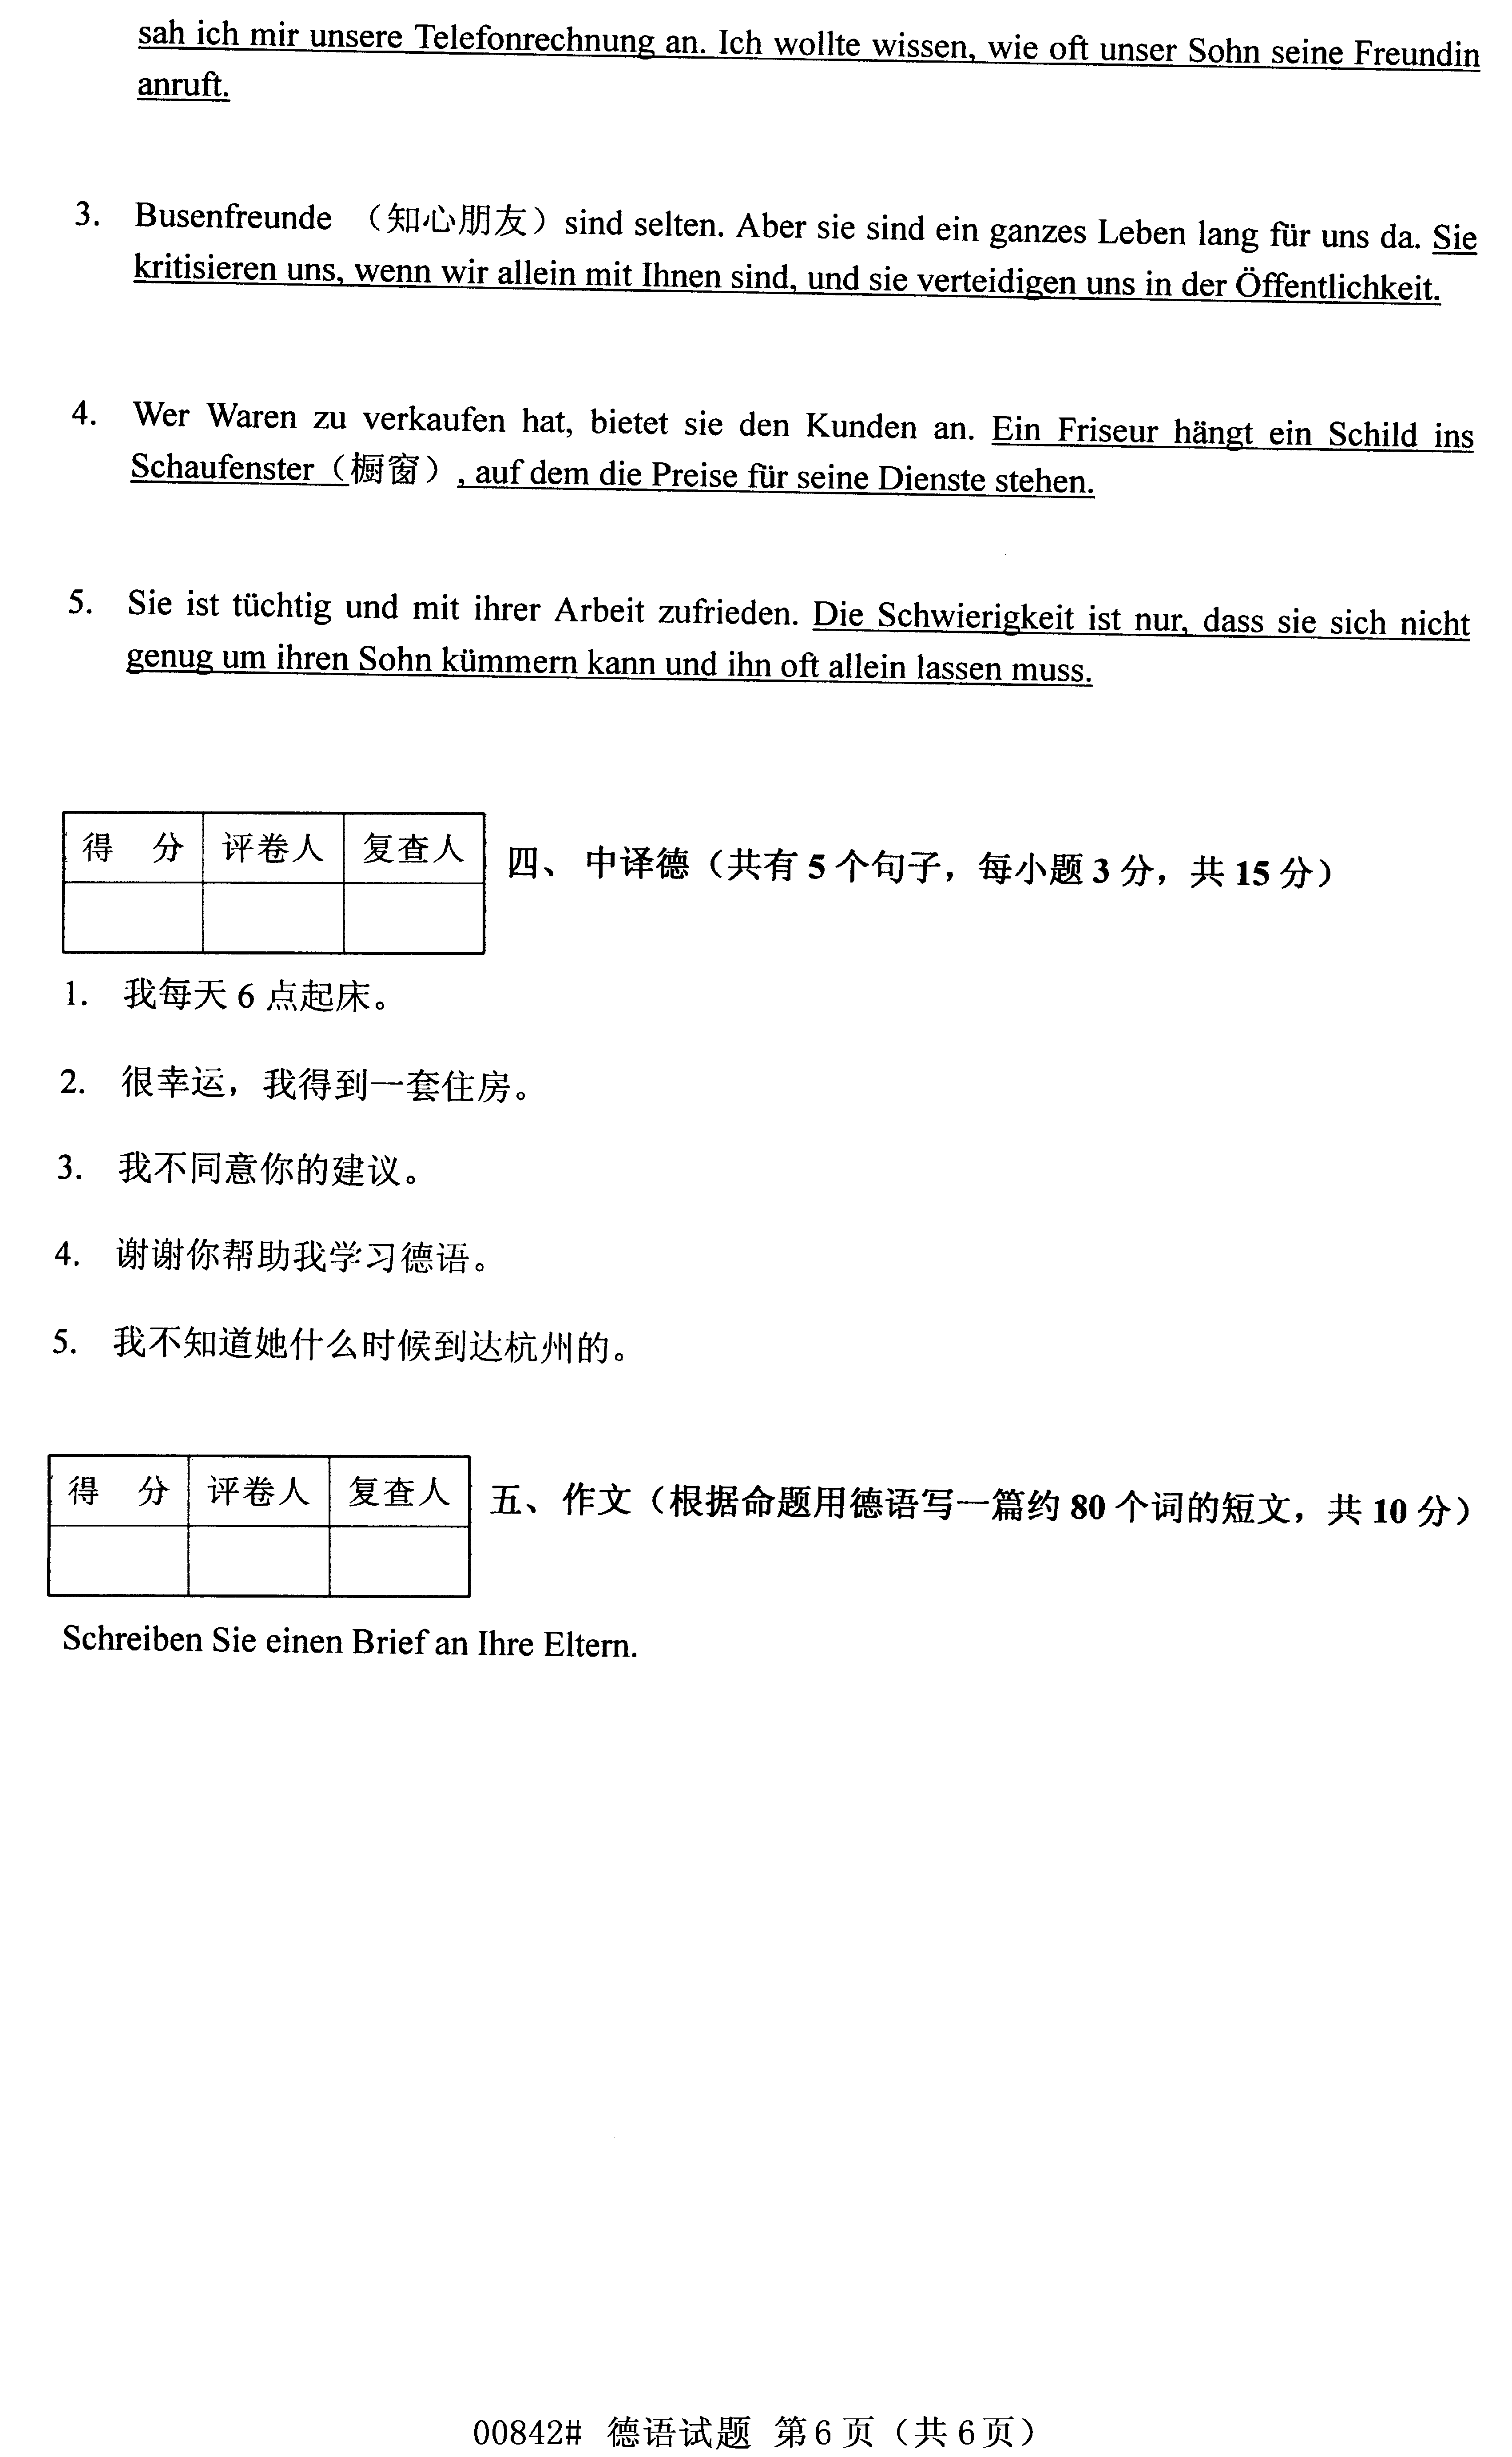 sah ich mir unsere Telefonrechnung an. Ich wollte wissen, wie oft unser Sohn seine Freundin
anruft.
3. Busenfreunde （知心朋友）sind selten. Aber sie sind ein ganzes Leben lang für uns da. Sie
kritisieren uns, wenn wir allein mit Ihnen sind, und sie verteidigen uns in der Öffentlichkeit.
4. Wer Waren zu verkaufen hat, bietet sie den Kunden an. Ein Friseur hängt ein Schild ins
Schaufenster（橱窗）, auf dem die Preise für seine Dienste stehen.
5. Sie ist tüchtig und mit ihrer Arbeit zufrieden. Die Schwierigkeit ist nur, dass sie sich nicht
genug um ihren Sohn kümmern kann und ihn oft allein lassen muss.
得 分 评卷人 复查人
四、 中译德（共有 5 个句子，每小题 3 分，共 15 分）
1. 我每天 6 点起床。
2. 很幸运，我得到一套住房。
3. 我不同意你的建议。
4. 谢谢你帮助我学习德语。
5. 我不知道她什么时候到达杭州的。
得 分 评卷人 复查人
五、作文（根据命题用德语写一篇约 80 个词的短文，共 10 分）
Schreiben Sie einen Brief an Ihre Eltern.
00842# 德语试题 第 6 页（共 6 页）